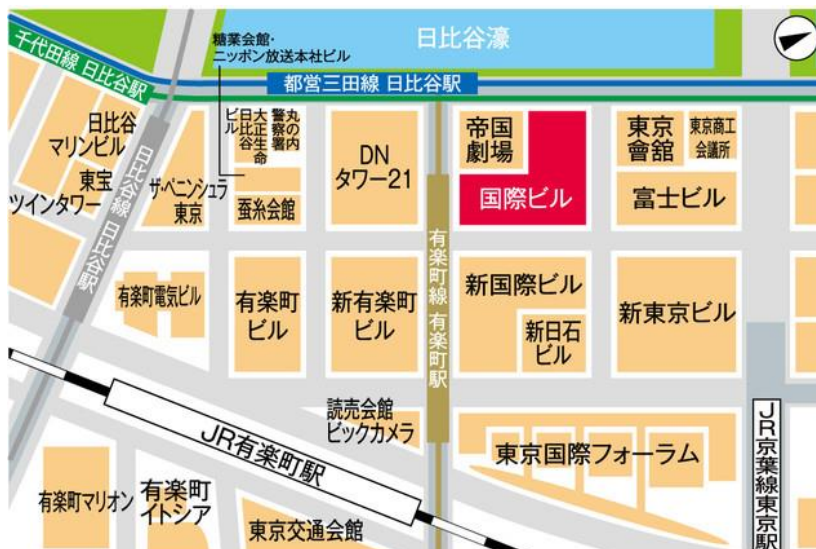 日比谷濠
糖業会館・
ニッポン放送本社ビル
千代田線 日比谷駅
都営三田線 日比谷駅
日比谷
マリンビル
東宝
ツインタワー
日比谷線 日比谷駅
ザ・ペニンシュラ
東京
丸の内
警察署
大正生命
日比谷
ビル
蚕糸会館
DN
タワー21
帝国
劇場
国際ビル
東京
會舘
東京商工
会議所
富士ビル
有楽町電気ビル
有楽町
ビル
新有楽町
ビル
有楽町線 有楽町駅
新国際ビル
新日石
ビル
新東京ビル
読売会館
ビックカメラ
JR有楽町駅
東京国際フォーラム
JR京葉線東京駅
有楽町マリオン
有楽町
イトシア
東京交通会館